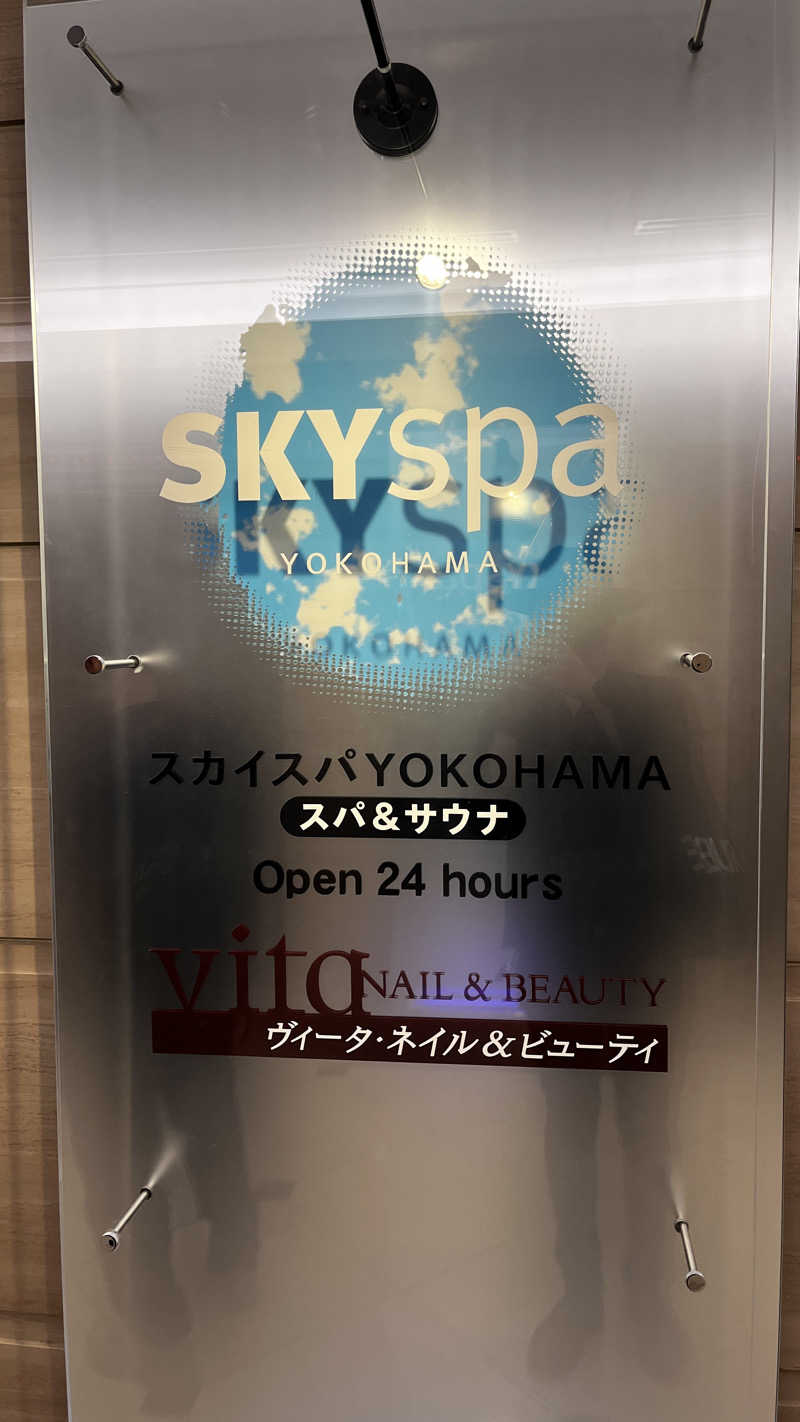 SKYspa
YOKOHAMA
スカイスパYOKOHAMA
スパ&サウナ
Open 24 hours
vita NAIL & BEAUTY
ヴィータ・ネイル&ビューティ